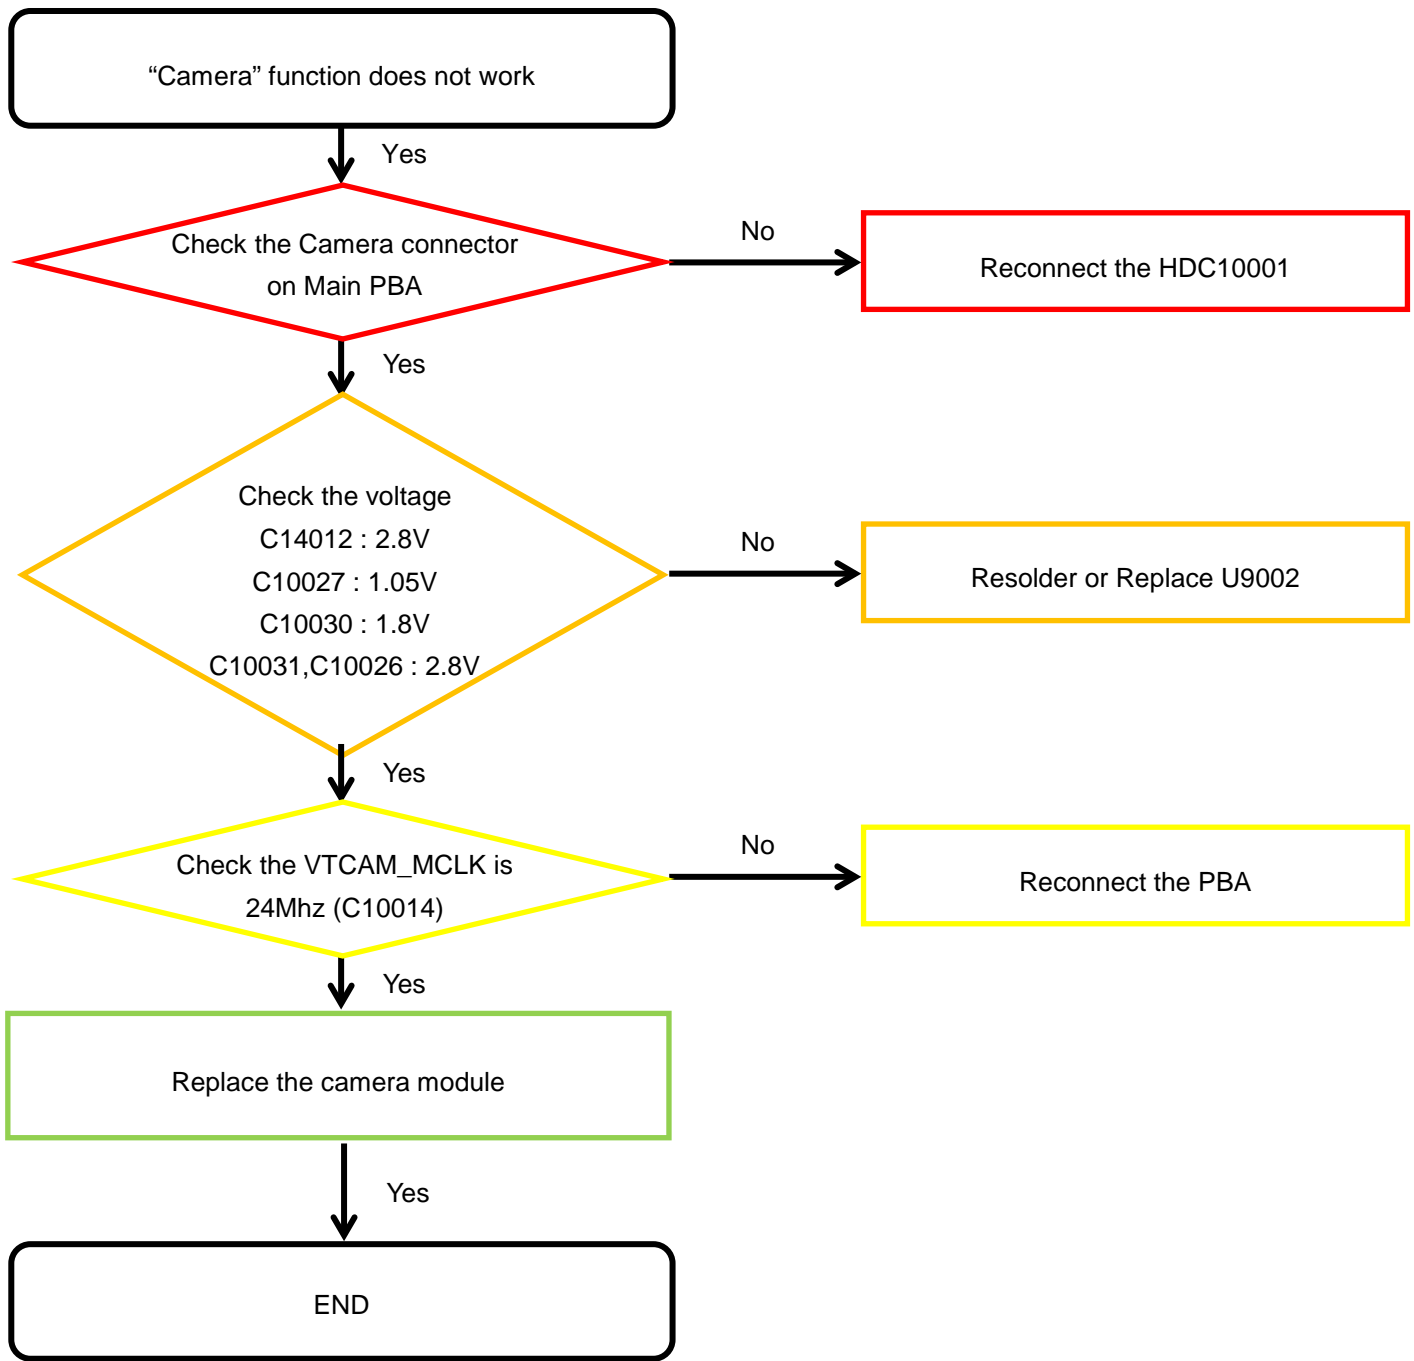 “Camera” function does not work
Yes
Check the Camera connector
on Main PBA
No
Reconnect the HDC10001
Yes
Check the voltage
C14012 : 2.8V
C10027 : 1.05V
C10030 : 1.8V
C10031,C10026 : 2.8V
No
Resolder or Replace U9002
Yes
Check the VTCAM_MCLK is
24Mhz (C10014)
No
Reconnect the PBA
Yes
Replace the camera module
Yes
END